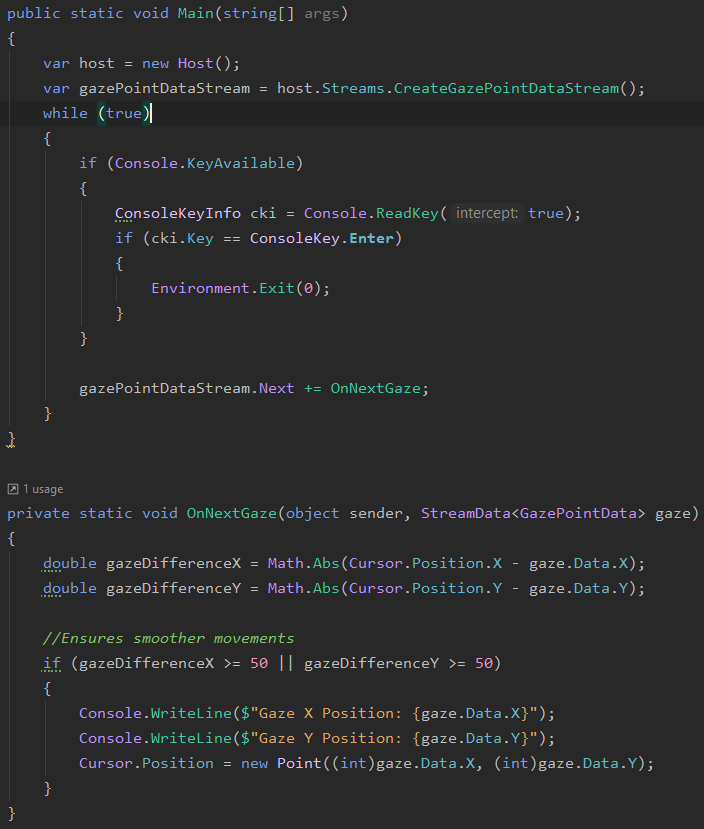 public static void Main(string[] args)
{
    var host = new Host();
    var gazePointDataStream = host.Streams.CreateGazePointDataStream();
    while (true)
    {
        if (Console.KeyAvailable)
        {
            ConsoleKeyInfo cki = Console.ReadKey( intercept: true);
            if (cki.Key == ConsoleKey.Enter)
            {
                Environment.Exit(0);
            }
        }

        gazePointDataStream.Next += OnNextGaze;
    }
}

1 usage
private static void OnNextGaze(object sender, StreamData<GazePointData> gaze)
{
    double gazeDifferenceX = Math.Abs(Cursor.Position.X - gaze.Data.X);
    double gazeDifferenceY = Math.Abs(Cursor.Position.Y - gaze.Data.Y);

    //Ensures smoother movements
    if (gazeDifferenceX >= 50 || gazeDifferenceY >= 50)
    {
        Console.WriteLine($"Gaze X Position: {gaze.Data.X}");
        Console.WriteLine($"Gaze Y Position: {gaze.Data.Y}");
        Cursor.Position = new Point((int)gaze.Data.X, (int)gaze.Data.Y);
    }
}